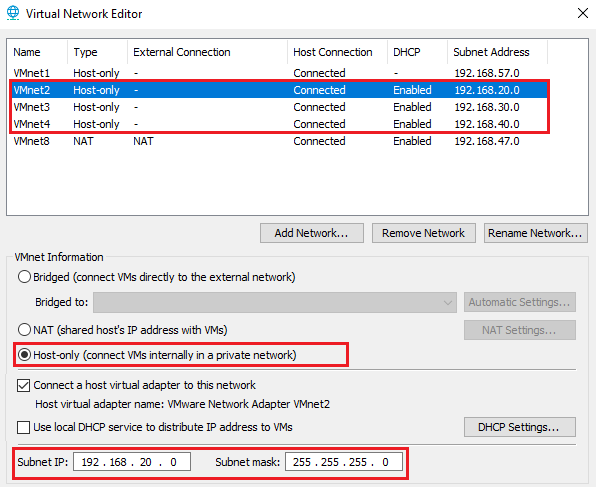 Virtual Network Editor
Name Type External Connection Host Connection DHCP Subnet Address
VMnet1 Host-only - Connected - 192.168.57.0
VMnet2 Host-only - Connected Enabled 192.168.20.0
VMnet3 Host-only - Connected Enabled 192.168.30.0
VMnet4 Host-only - Connected Enabled 192.168.40.0
VMnet8 NAT NAT Connected Enabled 192.168.47.0
Add Network... Remove Network Rename Network...
VMnet Information
Bridged (connect VMs directly to the external network)
Bridged to: Automatic Settings...
NAT (shared host's IP address with VMs) NAT Settings...
Host-only (connect VMs internally in a private network)
Connect a host virtual adapter to this network
Host virtual adapter name: VMware Network Adapter VMnet2
Use local DHCP service to distribute IP address to VMs DHCP Settings...
Subnet IP: 192 . 168 . 20 . 0 Subnet mask: 255 . 255 . 255 . 0